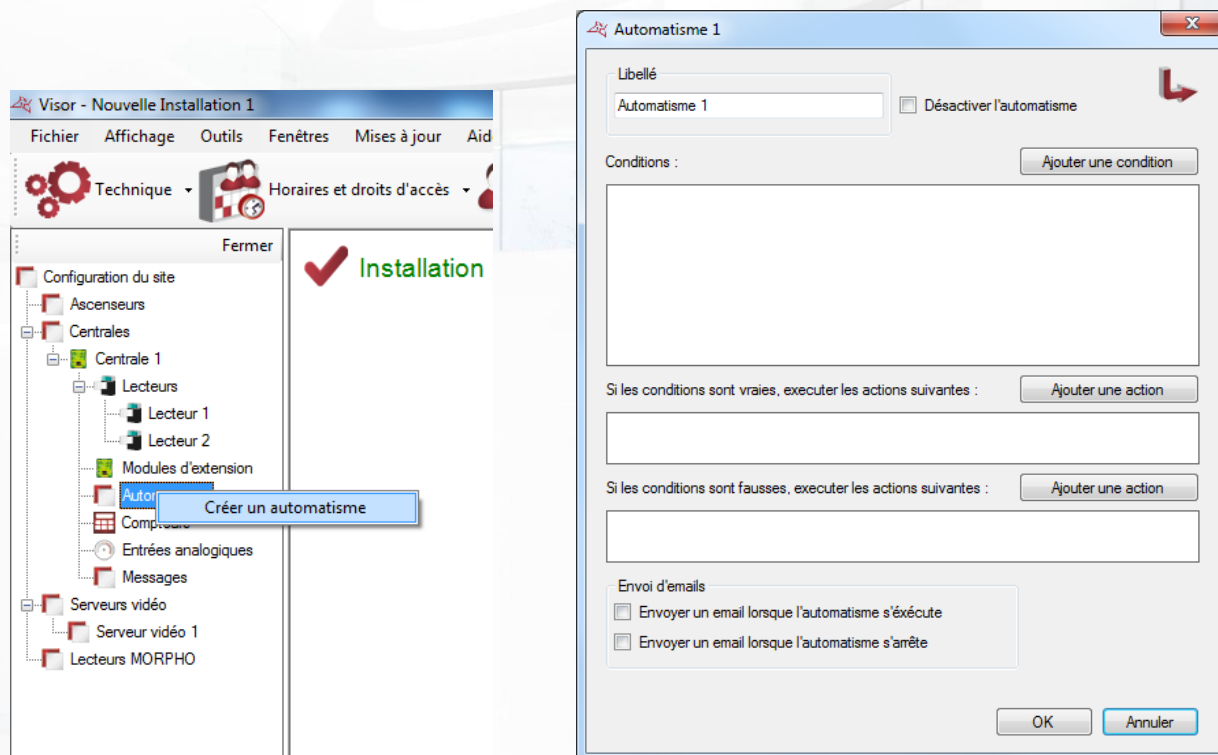 Visor - Nouvelle Installation 1
Fichier Affichage Outils Fenêtres Mises à jour Aid
Technique Horaires et droits d'accès
Fermer
Configuration du site
Ascenseurs
Centrales
Centrale 1
Lecteurs
Lecteur 1
Lecteur 2
Modules d'extension
Créer un automatisme
Entrées analogiques
Messages
Serveurs vidéo
Serveur vidéo 1
Lecteurs MORPHO
Installation
Automatisme 1
Libellé
Automatisme 1
Désactiver l'automatisme
Conditions :
Ajouter une condition
Si les conditions sont vraies, executer les actions suivantes :
Ajouter une action
Si les conditions sont fausses, executer les actions suivantes :
Ajouter une action
Envoi d'emails
Envoyer un email lorsque l'automatisme s'éxécute
Envoyer un email lorsque l'automatisme s'arrête
OK Annuler